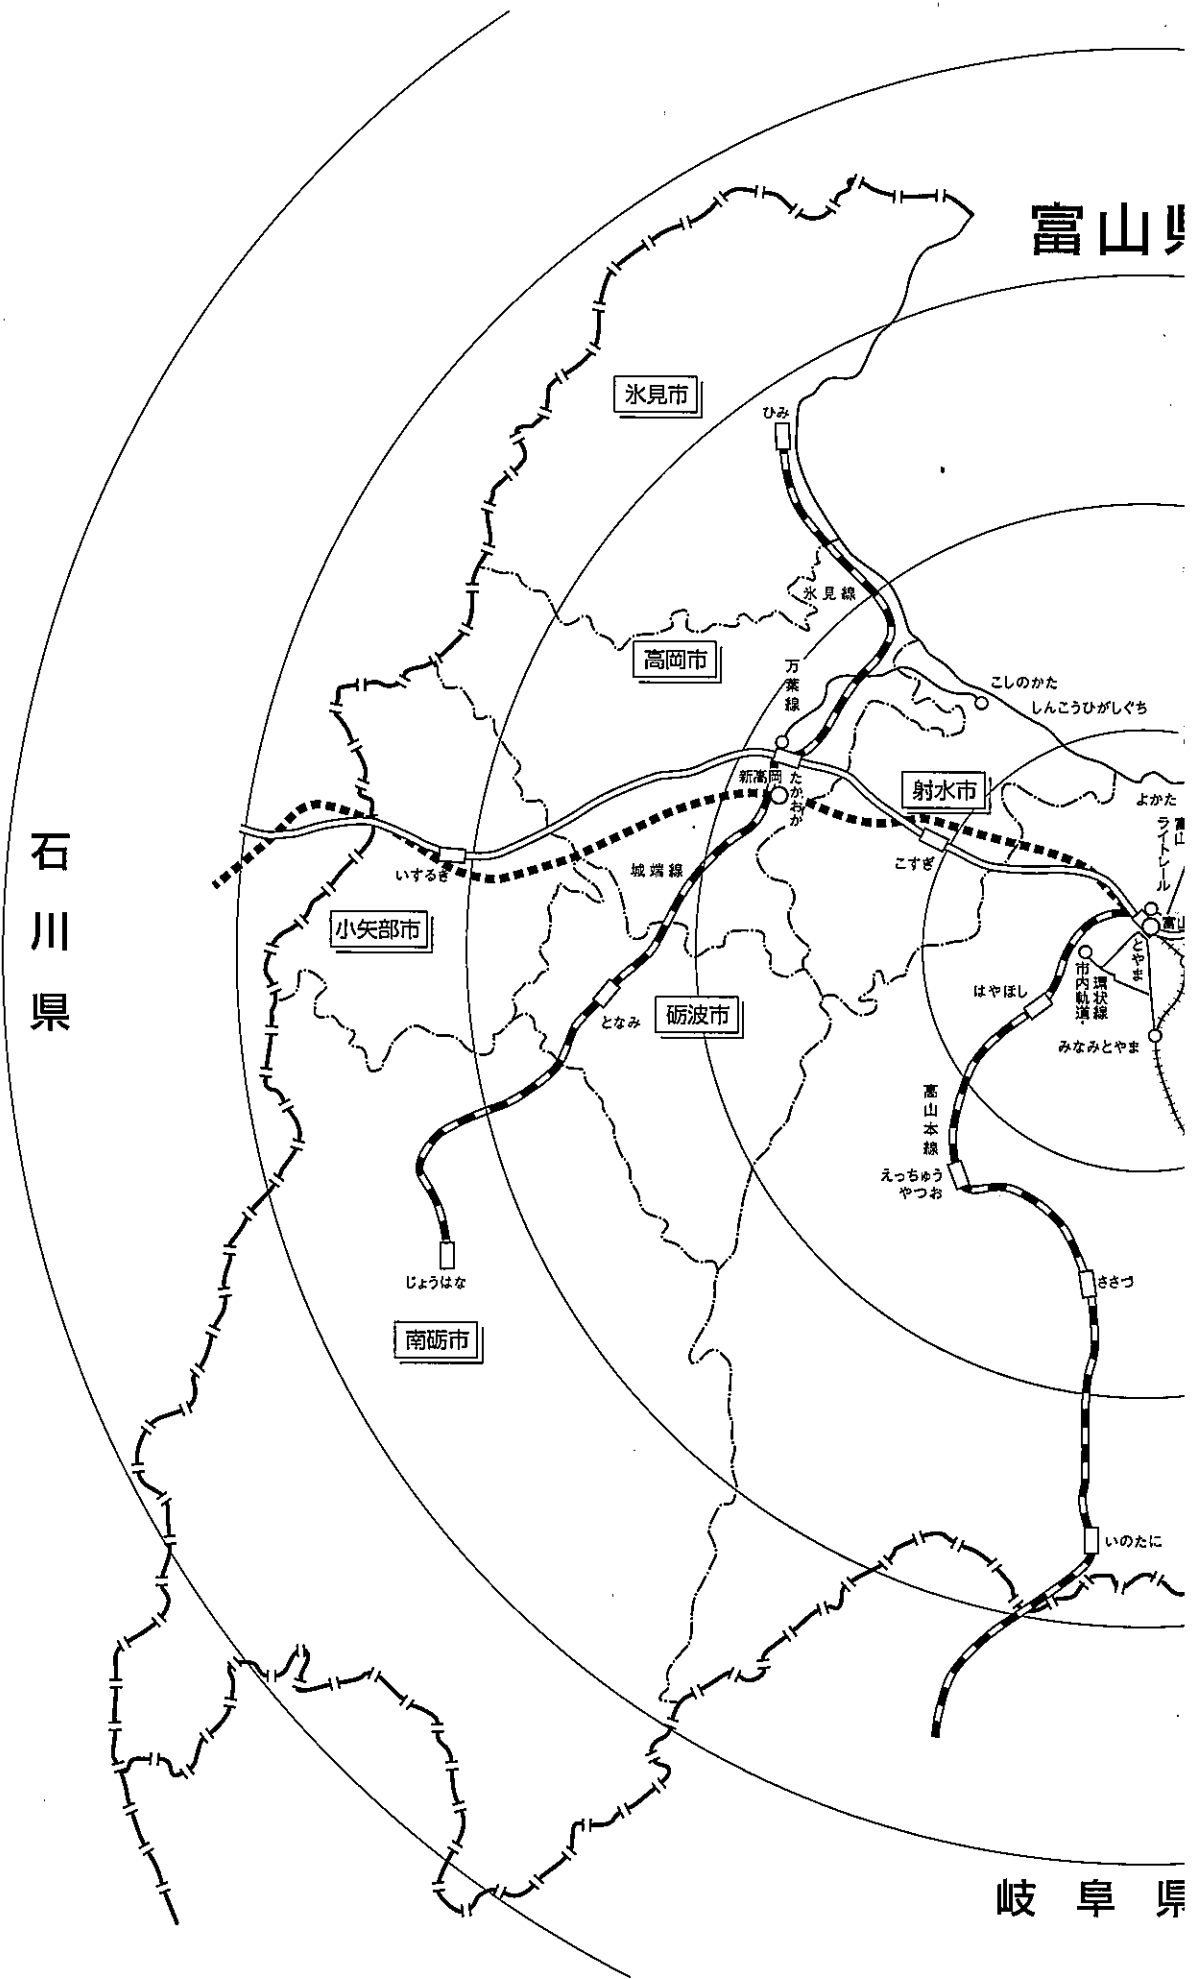 富山県
氷見市
ひみ
氷見線
高岡市
万葉線
こしのかた
しんこうひがしぐち
新高岡
たかおか
射水市
よかた
富山
ライトレール
石川県
いするぎ
城端線
こすぎ
小矢部市
富山
とやま
はやほし
市内軌道・
環状線
となみ
砺波市
みなみとやま
高山本線
えっちゅう
やつお
じょうはな
ささづ
南砺市
いのたに
岐阜県